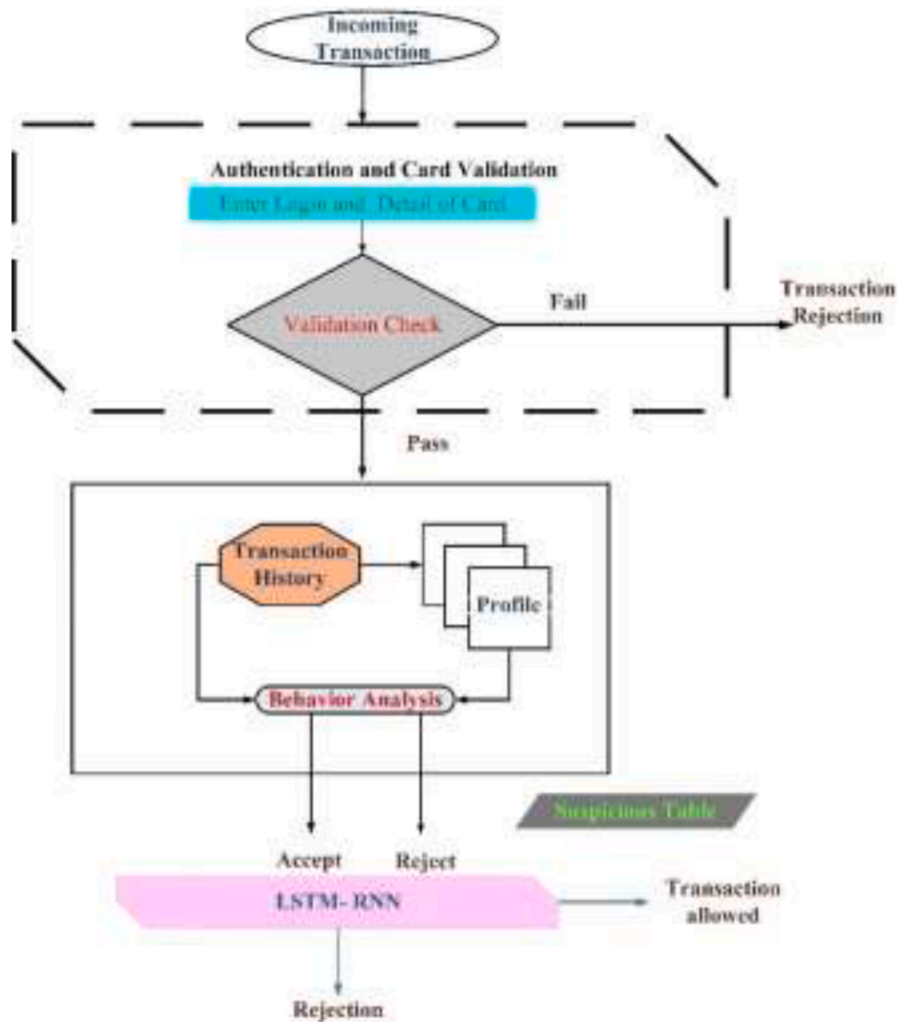 Incoming
Transaction
Authentication and Card Validation
Enter Login and Detail of Card
Validation Check
Fail
Transaction
Rejection
Pass
Transaction
History
Profile
Behavior Analysis
Suspicious Table
Accept
Reject
LSTM- RNN
Transaction
allowed
Rejection